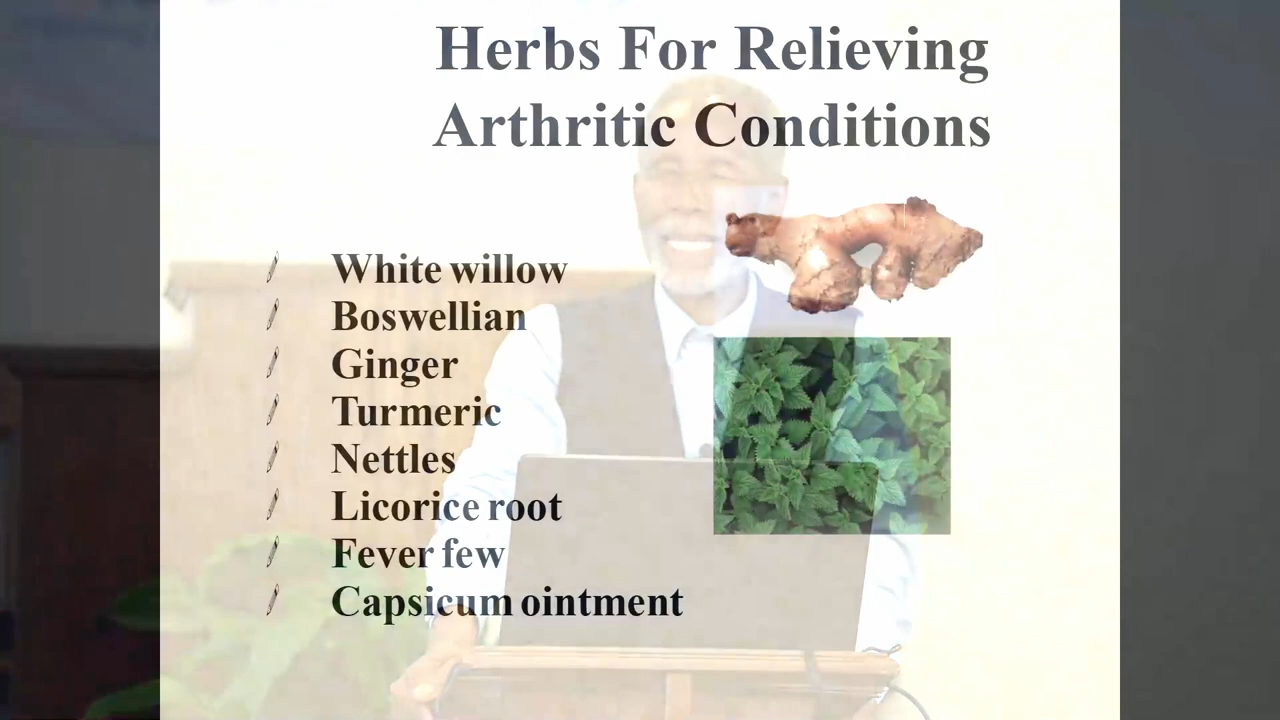 Herbs For Relieving
Arthritic Conditions
White willow
Boswellian
Ginger
Turmeric
Nettles
Licorice root
Fever few
Capsicum ointment